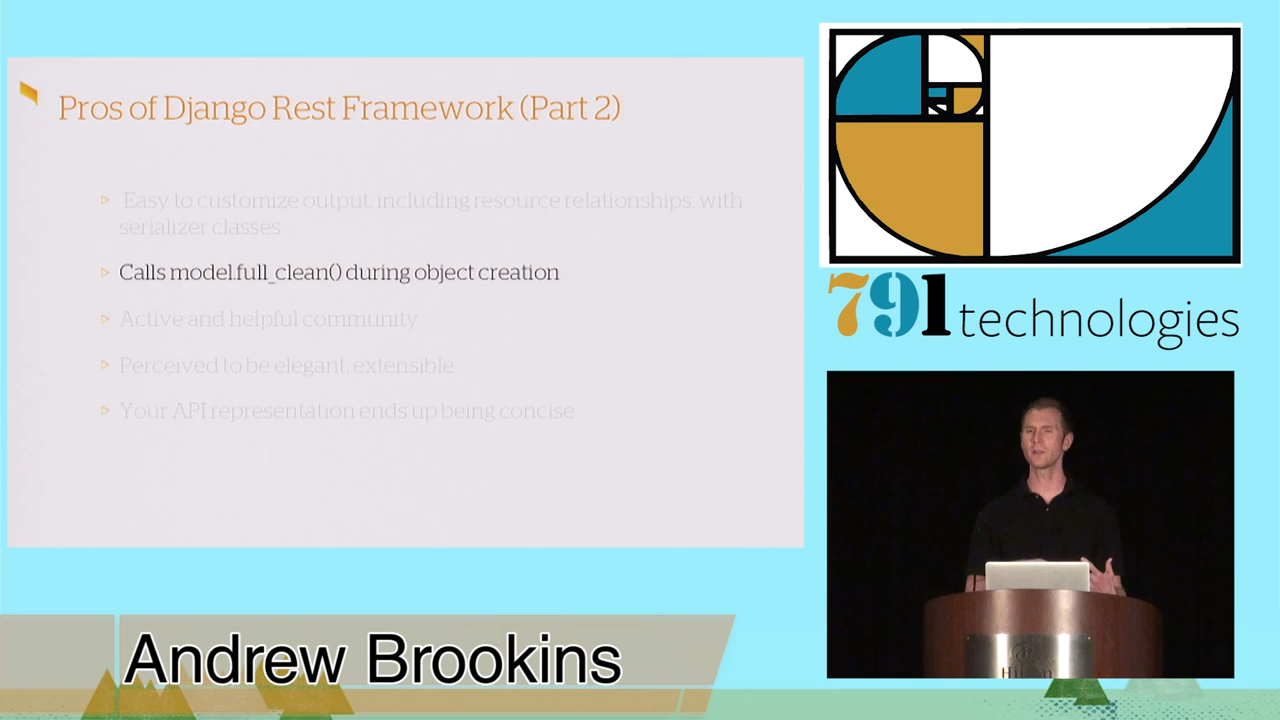 Pros of Django Rest Framework (Part 2)
Easy to customize output, including resource relationships, with
serializer classes
Calls model.full_clean() during object creation
Active and helpful community
Perceived to be elegant, extensible
Your API representation ends up being concise
791 technologies
Hilton
Andrew Brookins